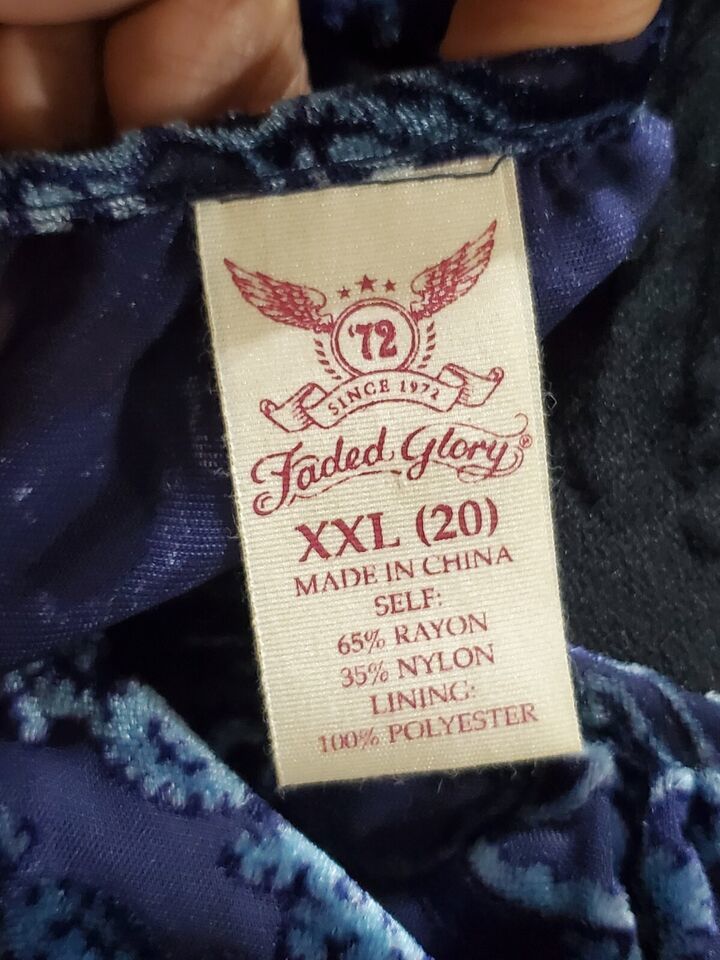 '72
SINCE 1972
Faded Glory®
XXL (20)
MADE IN CHINA
SELF:
65% RAYON
35% NYLON
LINING:
100% POLYESTER